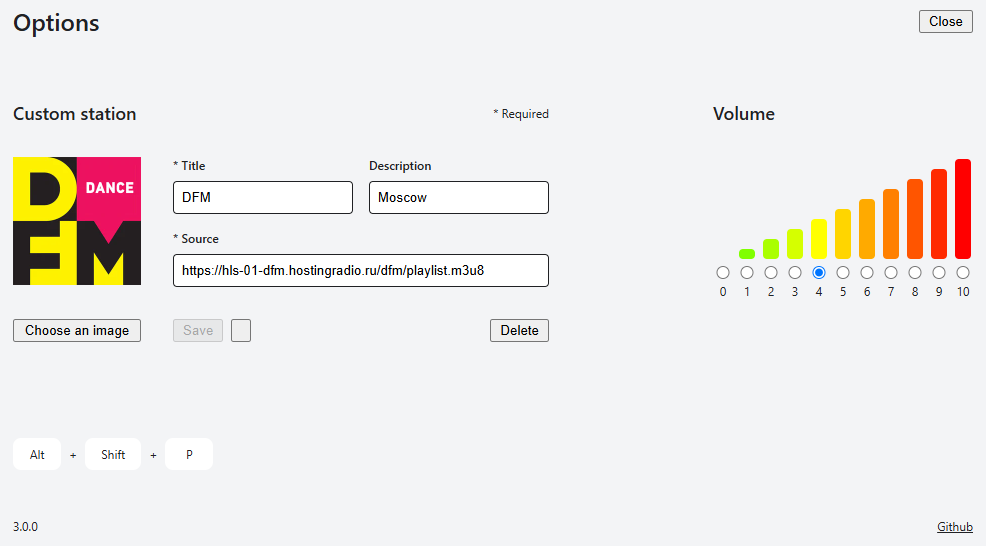 Options
Close
Custom station
* Required
Volume
DFM DANCE
* Title
Description
DFM
Moscow
* Source
https://hls-01-dfm.hostingradio.ru/dfm/playlist.m3u8
0 1 2 3 4 5 6 7 8 9 10
Choose an image
Save
Delete
Alt + Shift + P
3.0.0
Github